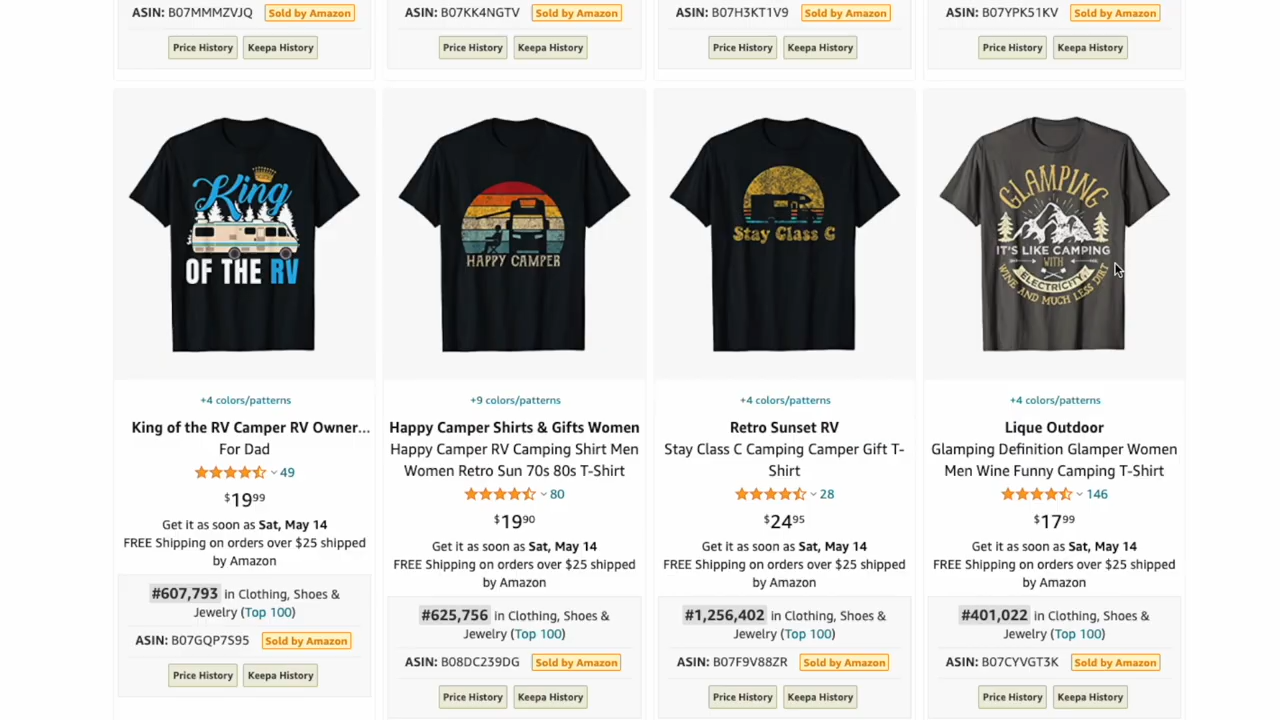 ASIN: B07MMMZVJQ Sold by Amazon
Price History Keepa History
ASIN: B07KK4NGTV Sold by Amazon
Price History Keepa History
ASIN: B07H3KT1V9 Sold by Amazon
Price History Keepa History
ASIN: B07YPK51KV Sold by Amazon
Price History Keepa History
King
OF THE RV
+4 colors/patterns
King of the RV Camper RV Owner...
For Dad
49
$19.99
Get it as soon as Sat, May 14
FREE Shipping on orders over $25 shipped
by Amazon
#607,793 in Clothing, Shoes &
Jewelry (Top 100)
ASIN: B07GQP7S95 Sold by Amazon
Price History Keepa History
HAPPY CAMPER
+9 colors/patterns
Happy Camper Shirts & Gifts Women
Happy Camper RV Camping Shirt Men
Women Retro Sun 70s 80s T-Shirt
80
$19.90
Get it as soon as Sat, May 14
FREE Shipping on orders over $25 shipped
by Amazon
#625,756 in Clothing, Shoes &
Jewelry (Top 100)
ASIN: B08DC239DG Sold by Amazon
Price History Keepa History
Stay Class C
+4 colors/patterns
Retro Sunset RV
Stay Class C Camping Camper Gift T-
Shirt
28
$24.95
Get it as soon as Sat, May 14
FREE Shipping on orders over $25 shipped
by Amazon
#1,256,402 in Clothing, Shoes &
Jewelry (Top 100)
ASIN: B07F9V88ZR Sold by Amazon
Price History Keepa History
GLAMPING
IT'S LIKE CAMPING
WITH
ELECTRICITY,
WINE AND MUCH LESS DIRT
+4 colors/patterns
Lique Outdoor
Glamping Definition Glamper Women
Men Wine Funny Camping T-Shirt
146
$17.99
Get it as soon as Sat, May 14
FREE Shipping on orders over $25 shipped
by Amazon
#401,022 in Clothing, Shoes &
Jewelry (Top 100)
ASIN: B07CYVGT3K Sold by Amazon
Price History Keepa History